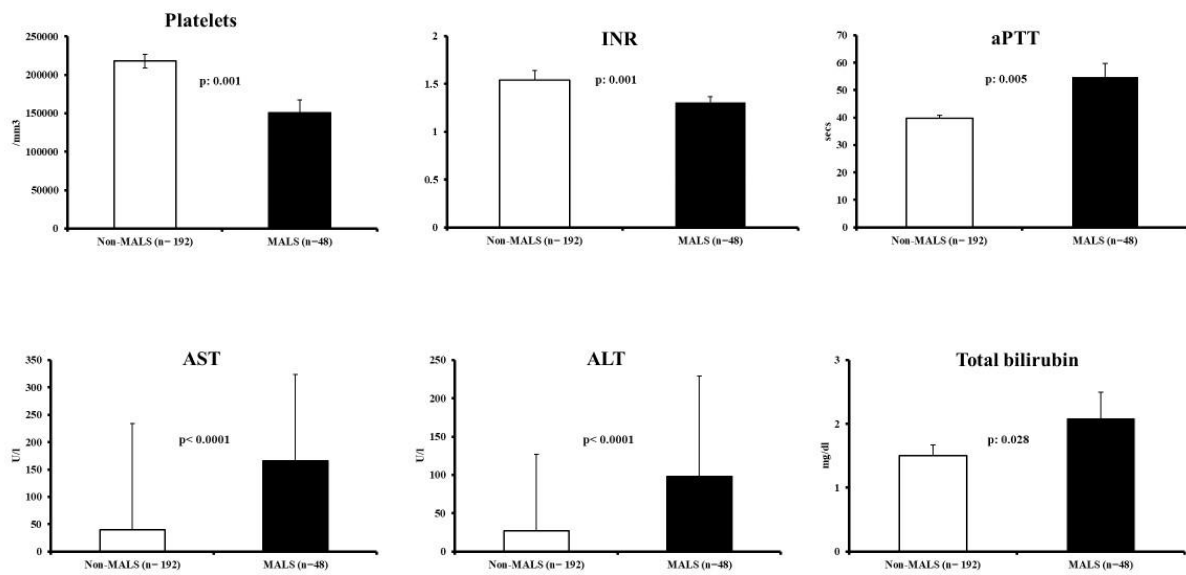 Platelets
250000
200000
150000
100000
50000
0
/mm3
p: 0.001
Non-MALS (n= 192)
MALS (n=48)
INR
2
1.5
1
0.5
0
p: 0.001
Non-MALS (n= 192)
MALS (n=48)
aPTT
70
60
50
40
30
20
10
0
secs
p: 0.005
Non-MALS (n= 192)
MALS (n=48)
AST
350
300
250
200
150
100
50
0
U/l
p< 0.0001
Non-MALS (n= 192)
MALS (n=48)
ALT
250
200
150
100
50
0
U/l
p< 0.0001
Non-MALS (n= 192)
MALS (n=48)
Total bilirubin
3
2
1
0
mg/dl
p: 0.028
Non-MALS (n= 192)
MALS (n=48)